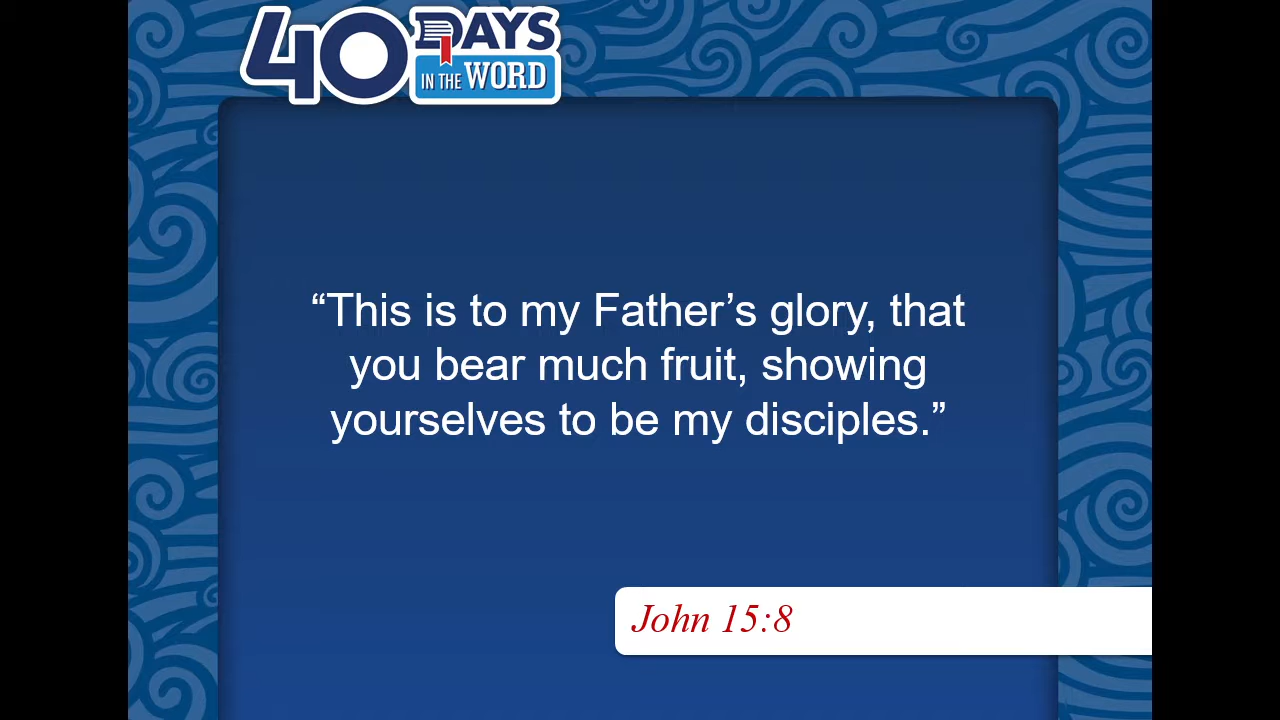 40 DAYS
IN THE WORD
“This is to my Father’s glory, that
you bear much fruit, showing
yourselves to be my disciples.”
John 15:8